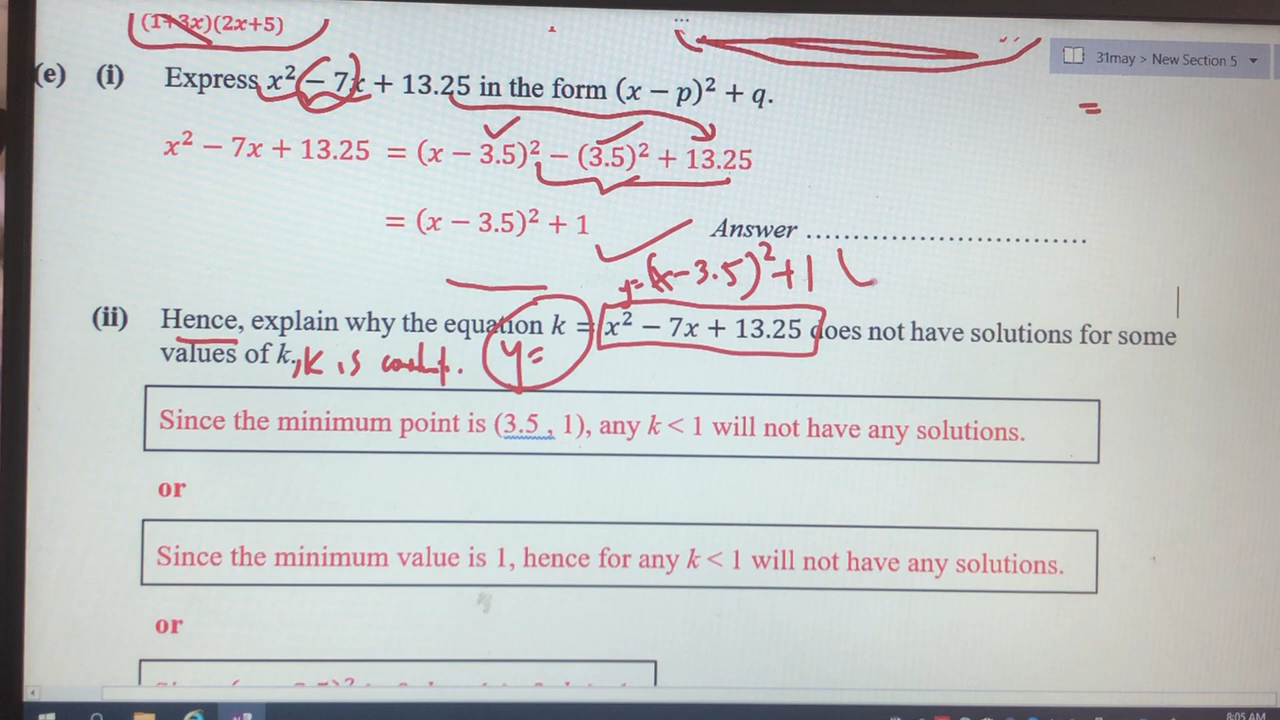 (1+3x)(2x+5)
31may > New Section 5
(e) (i) Express x² − 7x + 13.25 in the form (x − p)² + q.
x² − 7x + 13.25 = (x − 3.5)² − (3.5)² + 13.25
= (x − 3.5)² + 1 Answer ..............................
y=(x−3.5)²+1
(ii) Hence, explain why the equation k = x² − 7x + 13.25 does not have solutions for some
values of k, K is y=
Since the minimum point is (3.5 , 1), any k < 1 will not have any solutions.
or
Since the minimum value is 1, hence for any k < 1 will not have any solutions.
or
8:05 AM